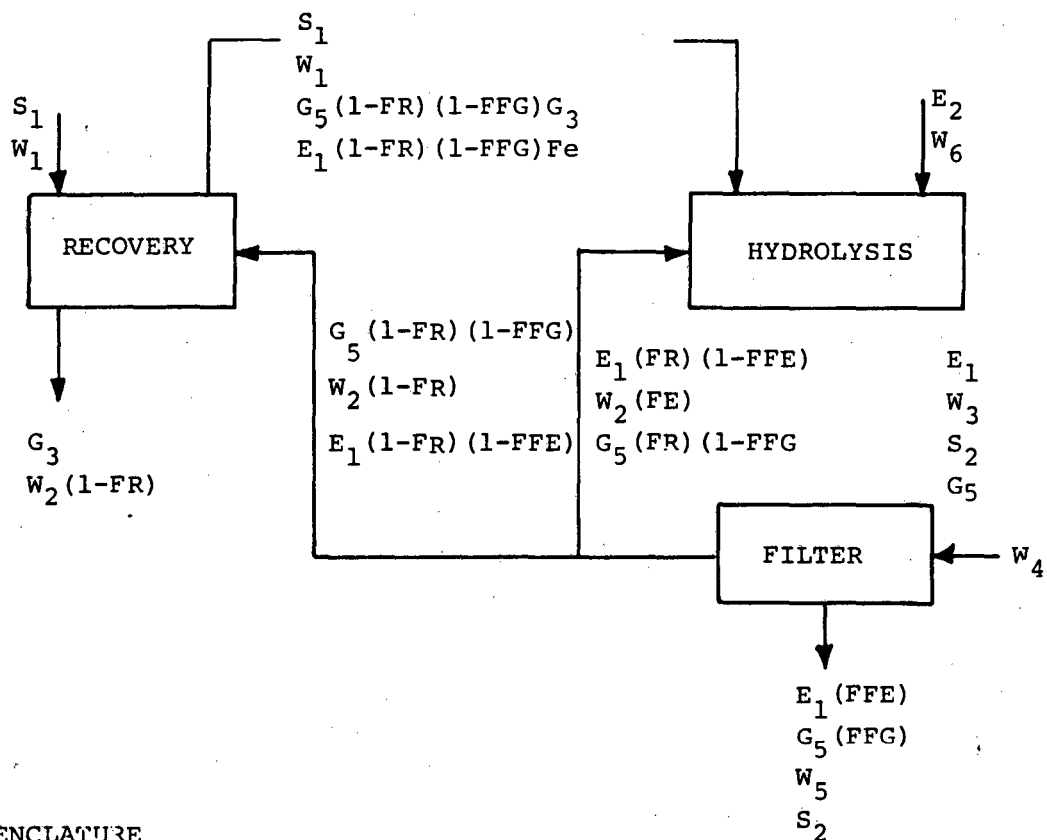 S₁
W₁
G₅(1-FR)(1-FFG)G₃
E₁(1-FR)(1-FFG)Fe
S₁
W₁
E₂
W₆
RECOVERY
HYDROLYSIS
G₅(1-FR)(1-FFG)
W₂(1-FR)
E₁(1-FR)(1-FFE)
E₁(FR)(1-FFE)
W₂(FE)
G₅(FR)(1-FFG
E₁
W₃
S₂
G₅
G₃
W₂(1-FR)
FILTER
W₄
E₁(FFE)
G₅(FFG)
W₅
S₂
ENCLATURE